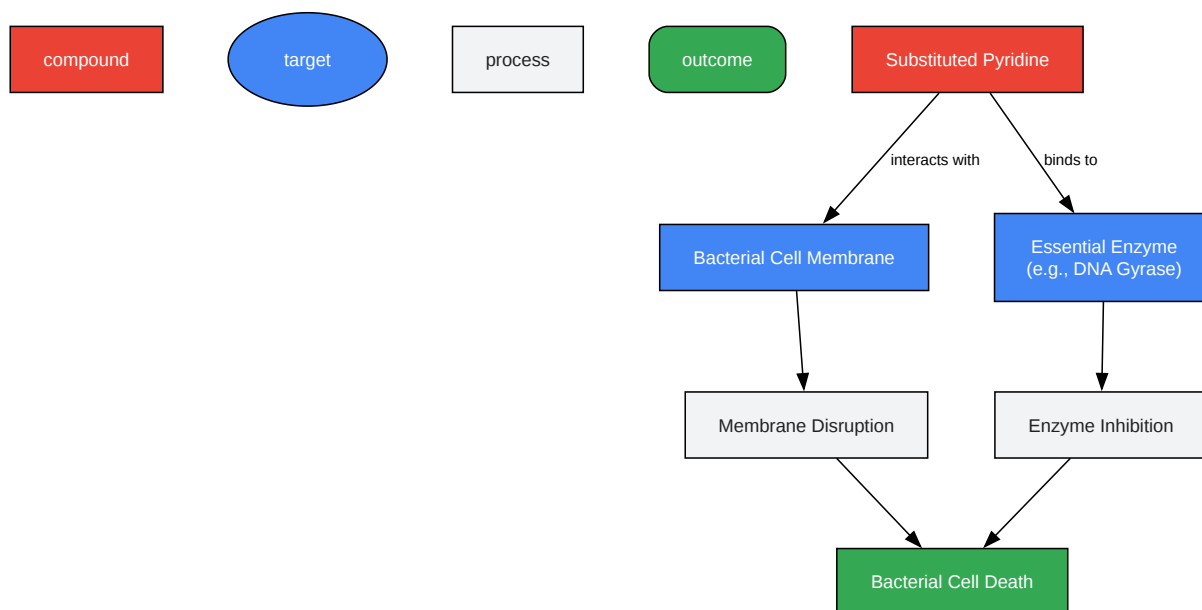 compound
target
process
outcome
Substituted Pyridine
interacts with
binds to
Bacterial Cell Membrane
Essential Enzyme
(e.g., DNA Gyrase)
Membrane Disruption
Enzyme Inhibition
Bacterial Cell Death